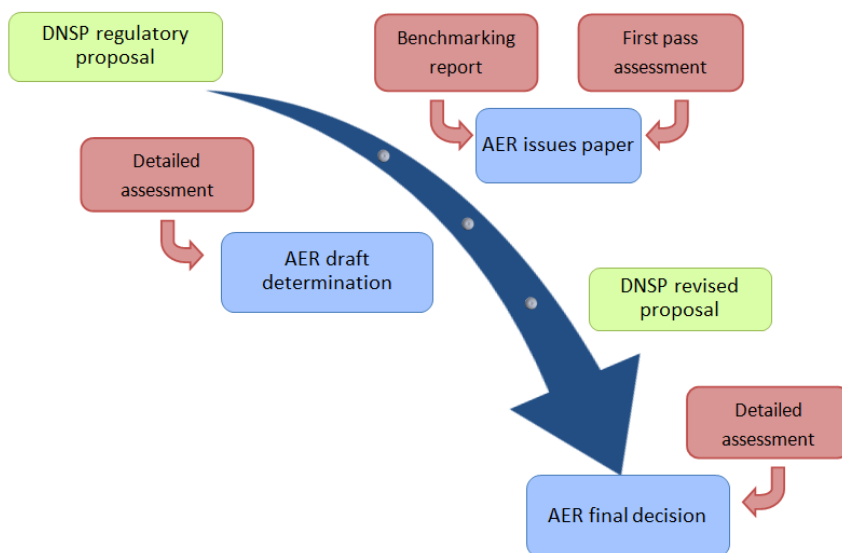 DNSP regulatory
proposal
Benchmarking
report
First pass
assessment
AER issues paper
Detailed
assessment
AER draft
determination
DNSP revised
proposal
Detailed
assessment
AER final decision